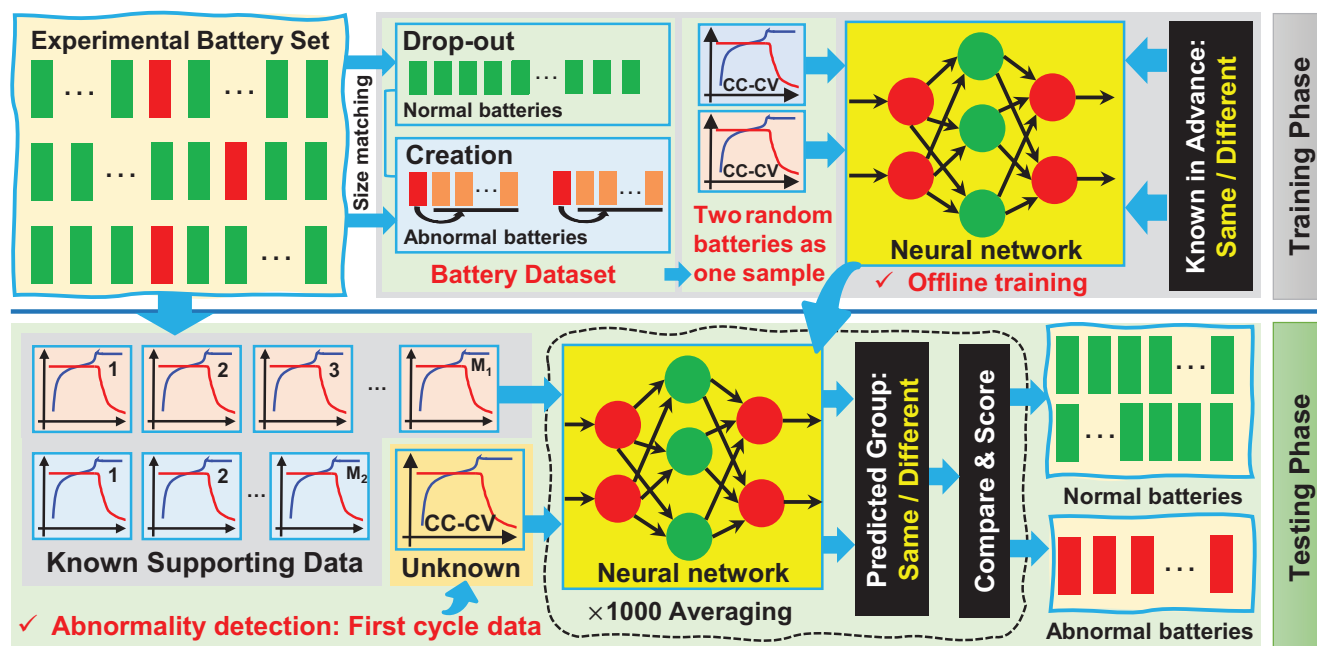 Experimental Battery Set
...
...
...
...
...
Size matching
Drop-out
...
Normal batteries
Creation
...
...
Abnormal batteries
Battery Dataset
CC-CV
CC-CV
Two random
batteries as
one sample
Neural network
✓ Offline training
Known in Advance:
Same / Different
Training Phase
1
2
3
...
M1
1
2
...
M2
Known Supporting Data
CC-CV
Unknown
✓ Abnormality detection: First cycle data
Neural network
×1000 Averaging
Predicted Group:
Same / Different
Compare & Score
...
...
Normal batteries
...
Abnormal batteries
Testing Phase